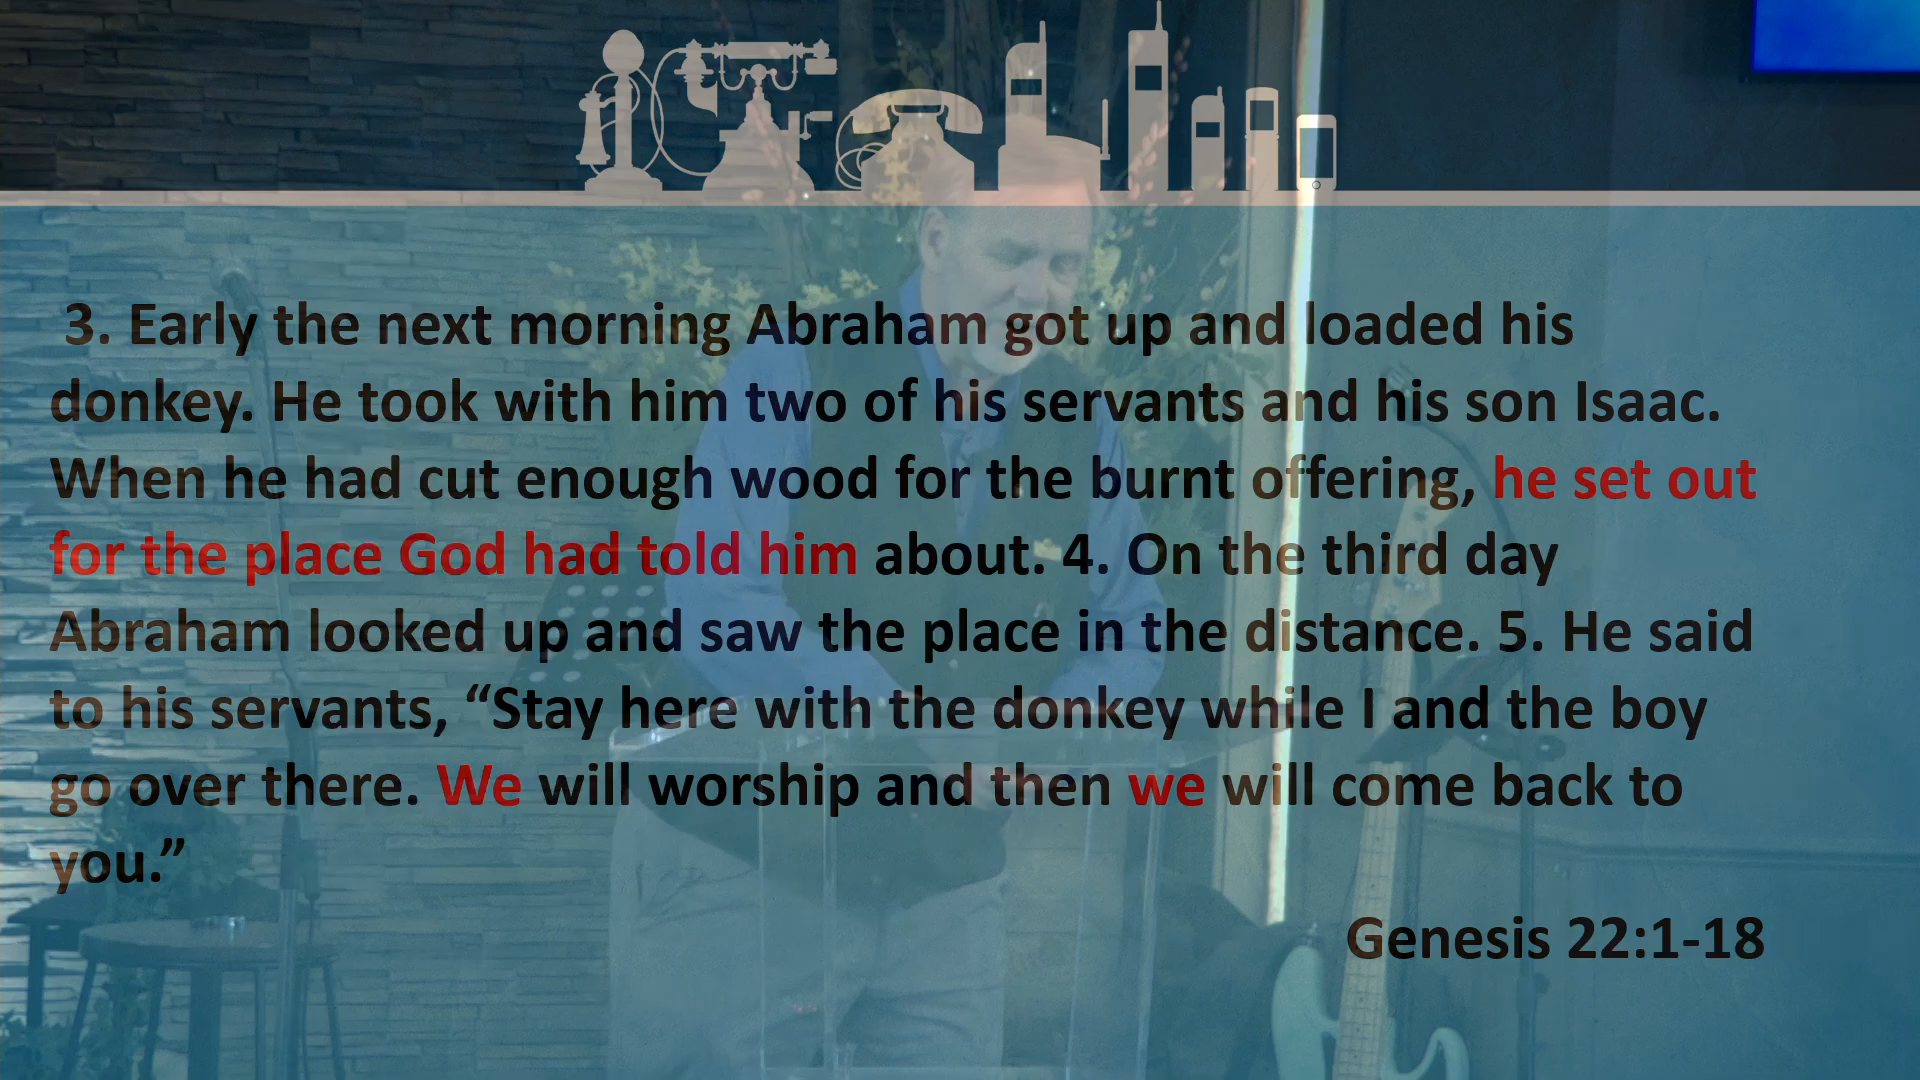 3. Early the next morning Abraham got up and loaded his
donkey. He took with him two of his servants and his son Isaac.
When he had cut enough wood for the burnt offering, he set out
for the place God had told him about. 4. On the third day
Abraham looked up and saw the place in the distance. 5. He said
to his servants, “Stay here with the donkey while I and the boy
go over there. We will worship and then we will come back to
you.”
Genesis 22:1-18